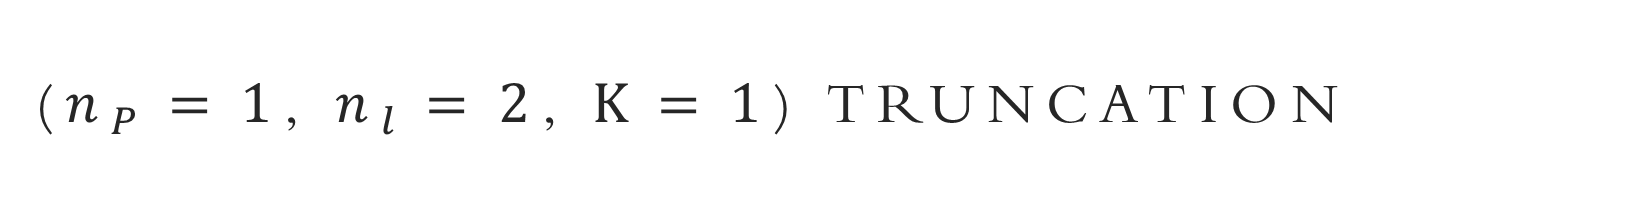 (n_P = 1, n_l = 2, K = 1) TRUNCATION